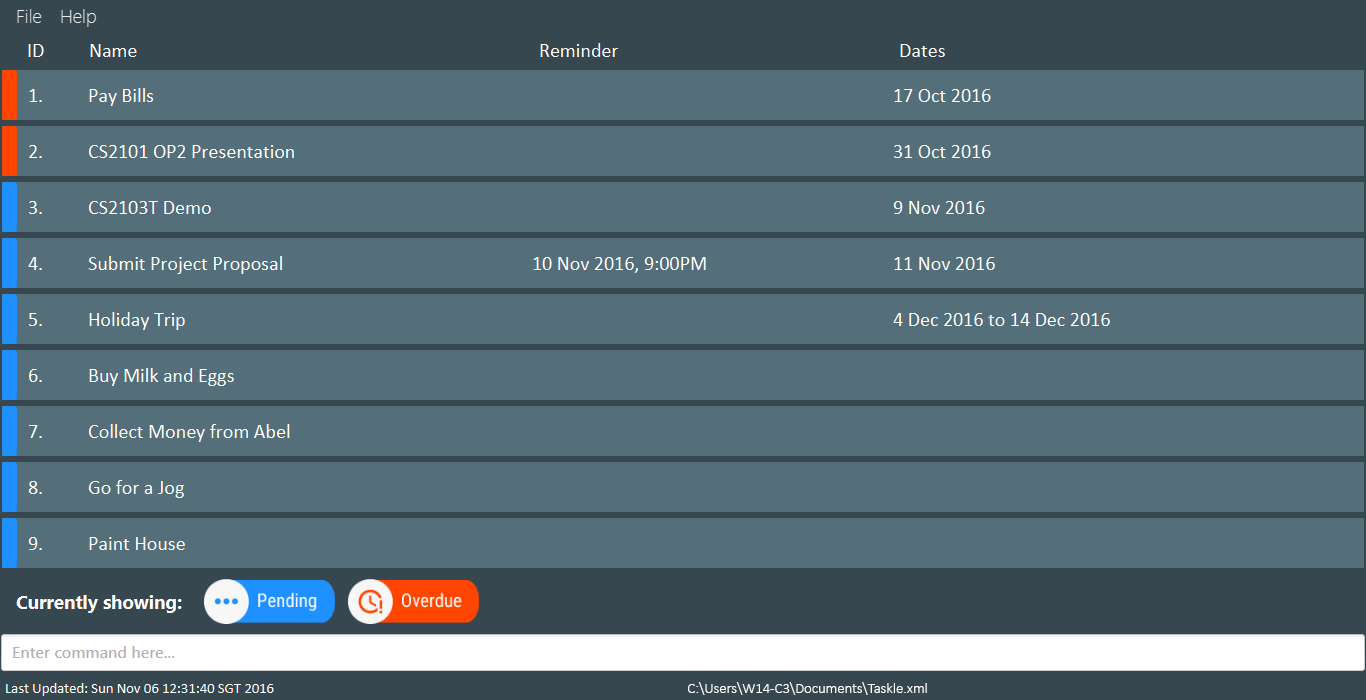 File Help
ID Name Reminder Dates
1. Pay Bills 17 Oct 2016
2. CS2101 OP2 Presentation 31 Oct 2016
3. CS2103T Demo 9 Nov 2016
4. Submit Project Proposal 10 Nov 2016, 9:00PM 11 Nov 2016
5. Holiday Trip 4 Dec 2016 to 14 Dec 2016
6. Buy Milk and Eggs
7. Collect Money from Abel
8. Go for a Jog
9. Paint House
Currently showing: Pending Overdue
Enter command here...
Last Updated: Sun Nov 06 12:31:40 SGT 2016 C:\Users\W14-C3\Documents\Taskle.xml